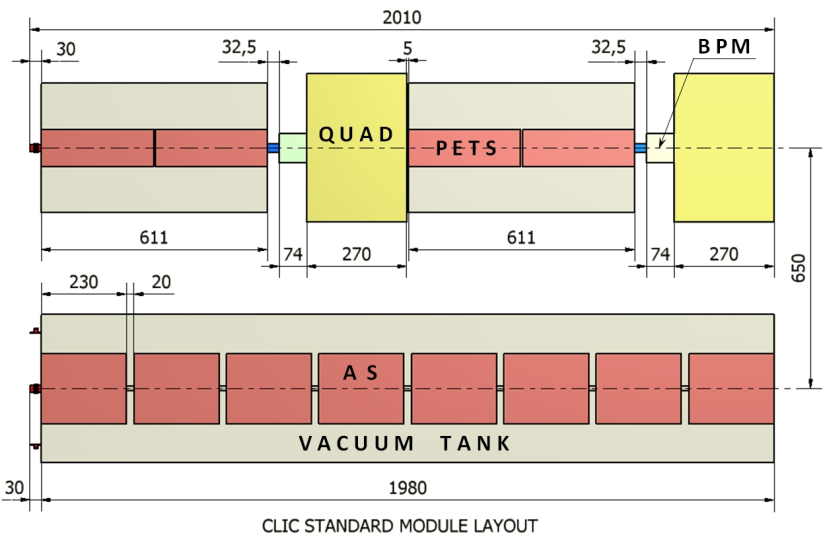 2010
30
32,5
5
32,5
BPM
QUAD
PETS
611
74
270
611
74
270
650
230
20
AS
VACUUM TANK
30
1980
CLIC STANDARD MODULE LAYOUT